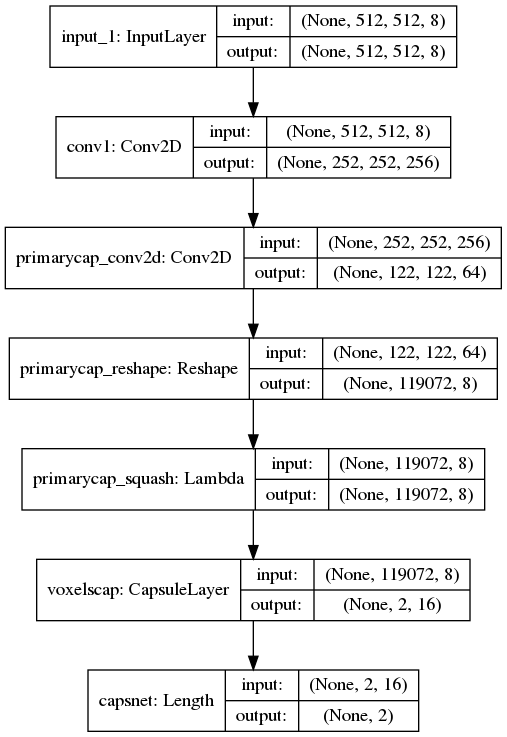 input_1: InputLayer
input: (None, 512, 512, 8)
output: (None, 512, 512, 8)
conv1: Conv2D
input: (None, 512, 512, 8)
output: (None, 252, 252, 256)
primarycap_conv2d: Conv2D
input: (None, 252, 252, 256)
output: (None, 122, 122, 64)
primarycap_reshape: Reshape
input: (None, 122, 122, 64)
output: (None, 119072, 8)
primarycap_squash: Lambda
input: (None, 119072, 8)
output: (None, 119072, 8)
voxelscap: CapsuleLayer
input: (None, 119072, 8)
output: (None, 2, 16)
capsnet: Length
input: (None, 2, 16)
output: (None, 2)